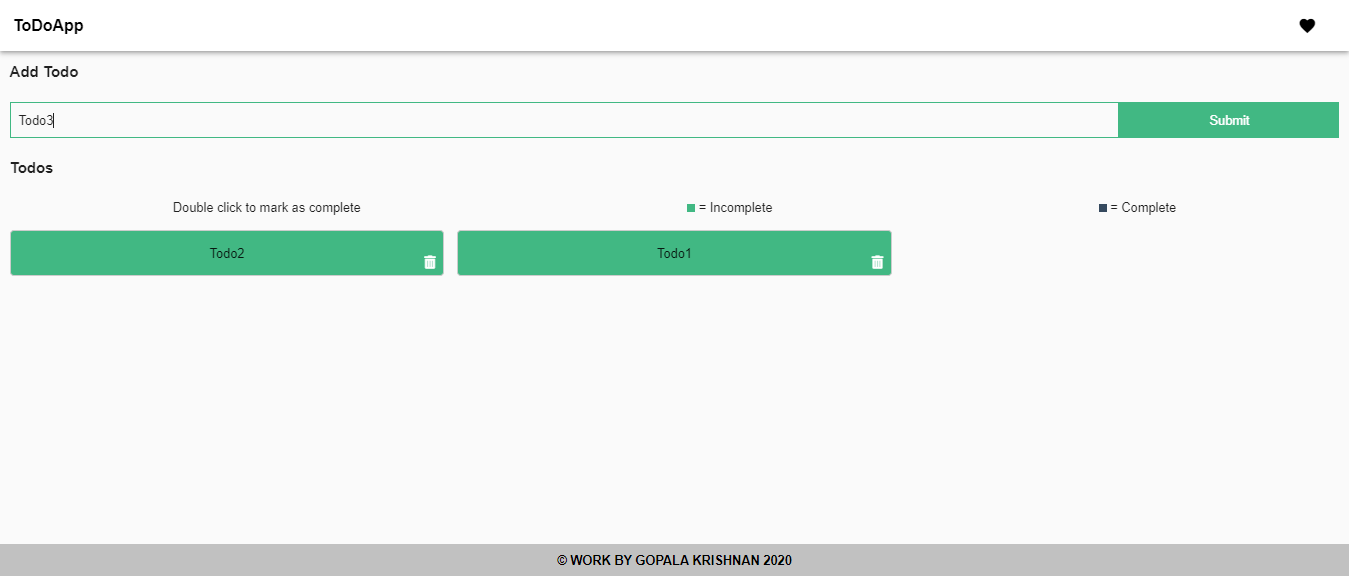 ToDoApp
Add Todo
Todo3
Submit
Todos
Double click to mark as complete
= Incomplete
= Complete
Todo2
Todo1
© WORK BY GOPALA KRISHNAN 2020